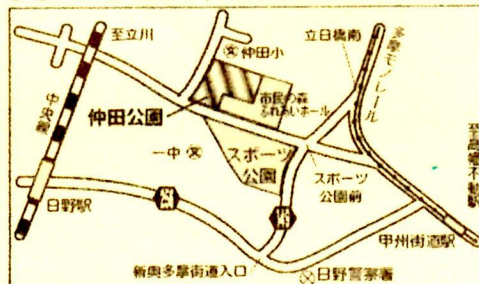 至立川
仲田小
立日橋南
多摩モノレール
中央線
仲田公園
市民の森
ふれあいホール
一中
スポーツ
公園
スポーツ
公園前
至高幡不動駅
日野駅
甲州街道駅
新奥多摩街道入口
日野警察署